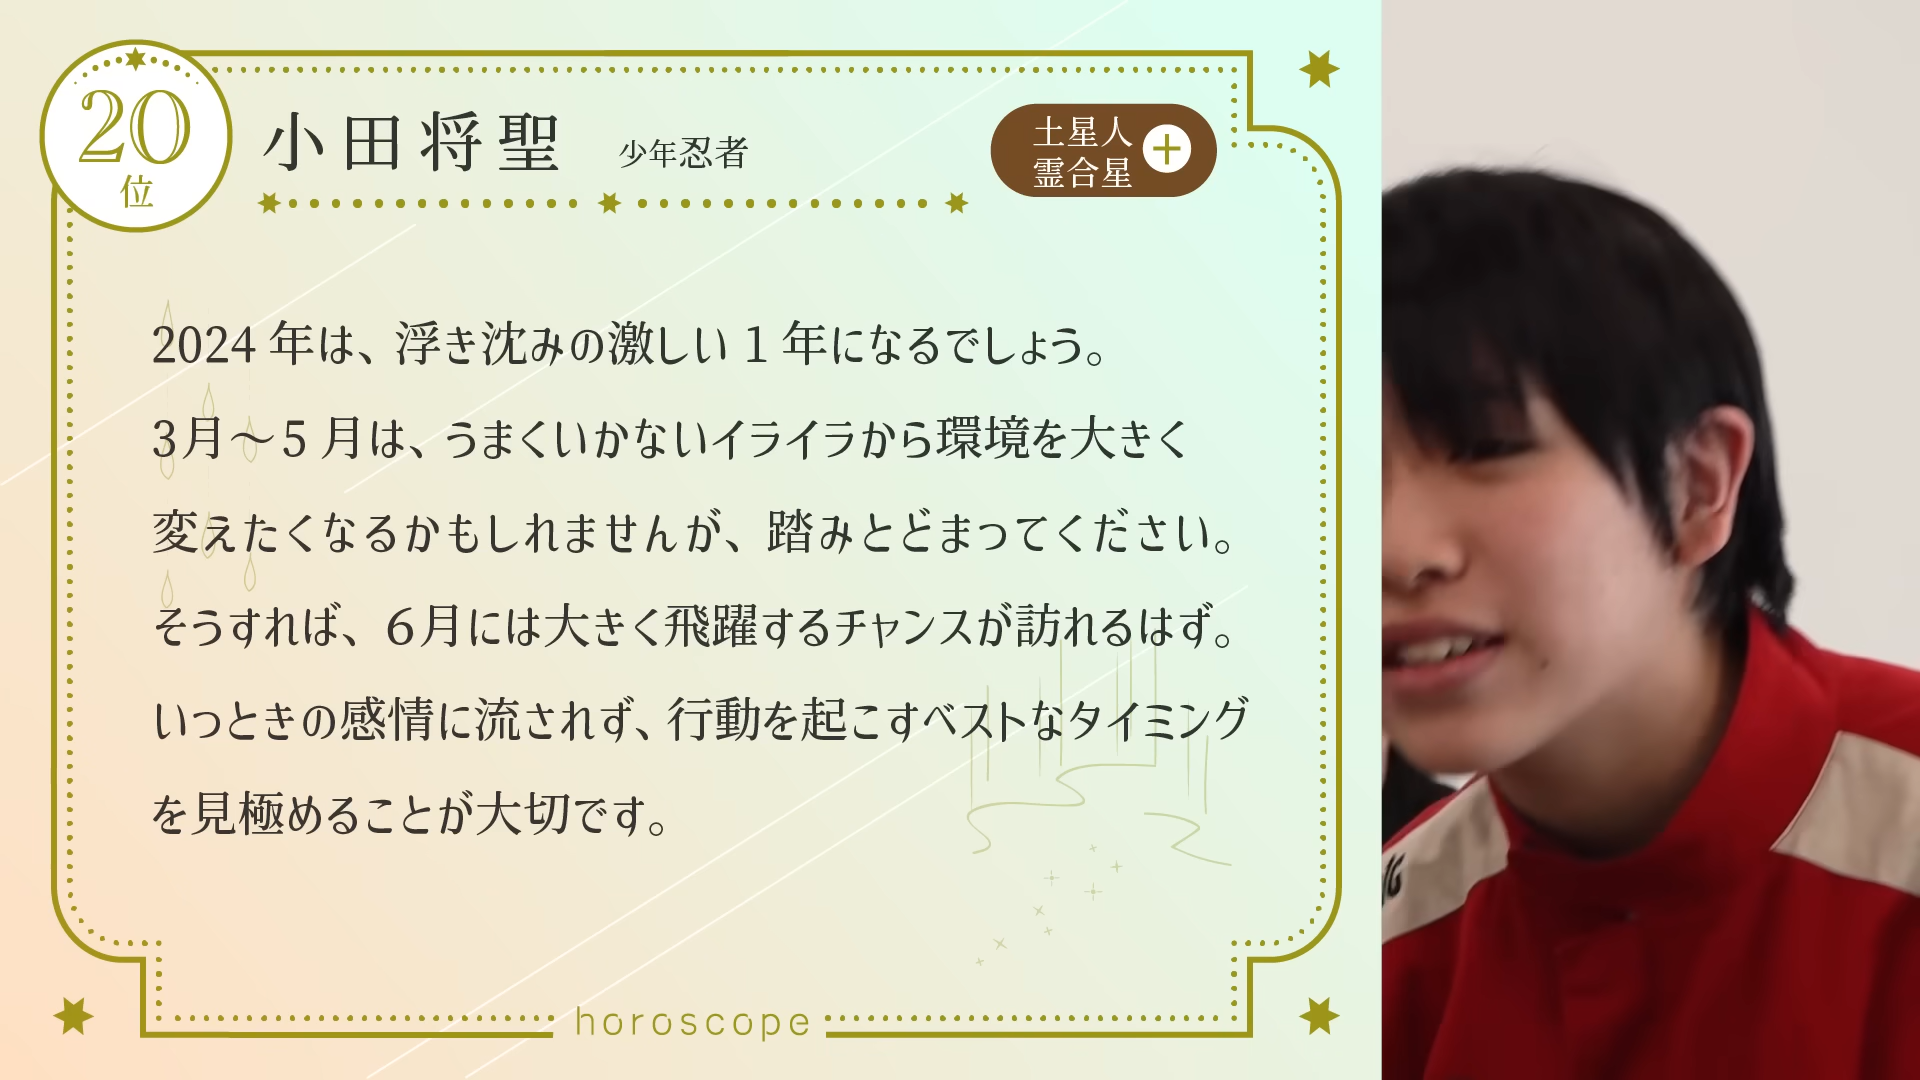 20
位
小田将聖 少年忍者
土星人
霊合星 +
2024年は、浮き沈みの激しい1年になるでしょう。
3月〜5月は、うまくいかないイライラから環境を大きく
変えたくなるかもしれませんが、踏みとどまってください。
そうすれば、6月には大きく飛躍するチャンスが訪れるはず。
いっときの感情に流されず、行動を起こすベストなタイミング
を見極めることが大切です。
horoscope